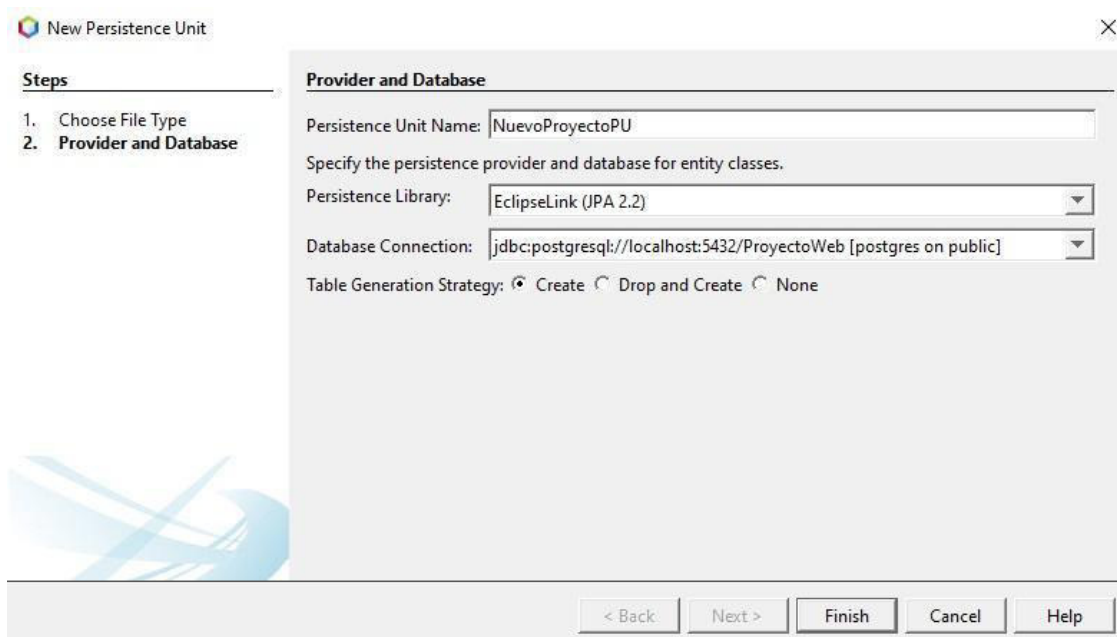 New Persistence Unit
Steps
1. Choose File Type
2. Provider and Database
Provider and Database
Persistence Unit Name: NuevoProyectoPU
Specify the persistence provider and database for entity classes.
Persistence Library: EclipseLink (JPA 2.2)
Database Connection: jdbc:postgresql://localhost:5432/ProyectoWeb [postgres on public]
Table Generation Strategy: Create Drop and Create None
< Back Next > Finish Cancel Help